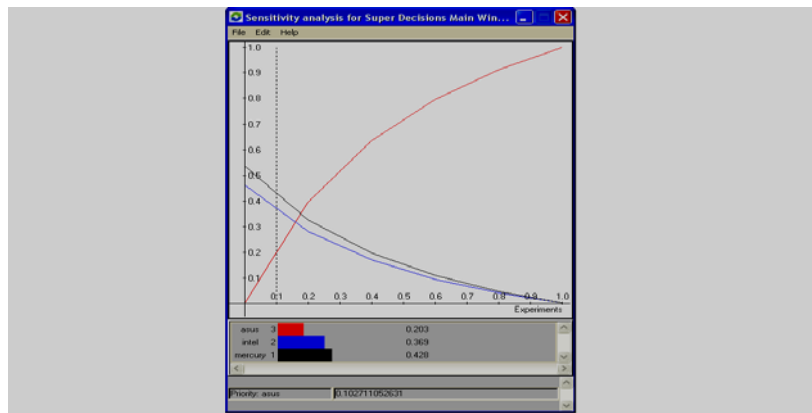 Sensitivity analysis for Super Decisions Main Win...
File Edit Help
1.0
0.9
0.8
0.7
0.6
0.5
0.4
0.3
0.2
0.1
0.1 0.2 0.3 0.4 0.5 0.6 0.7 0.8 0.9 1.0
Experiments
asus 3 0.203
intel 2 0.369
mercury 1 0.428
Priority: asus 0.102711052631